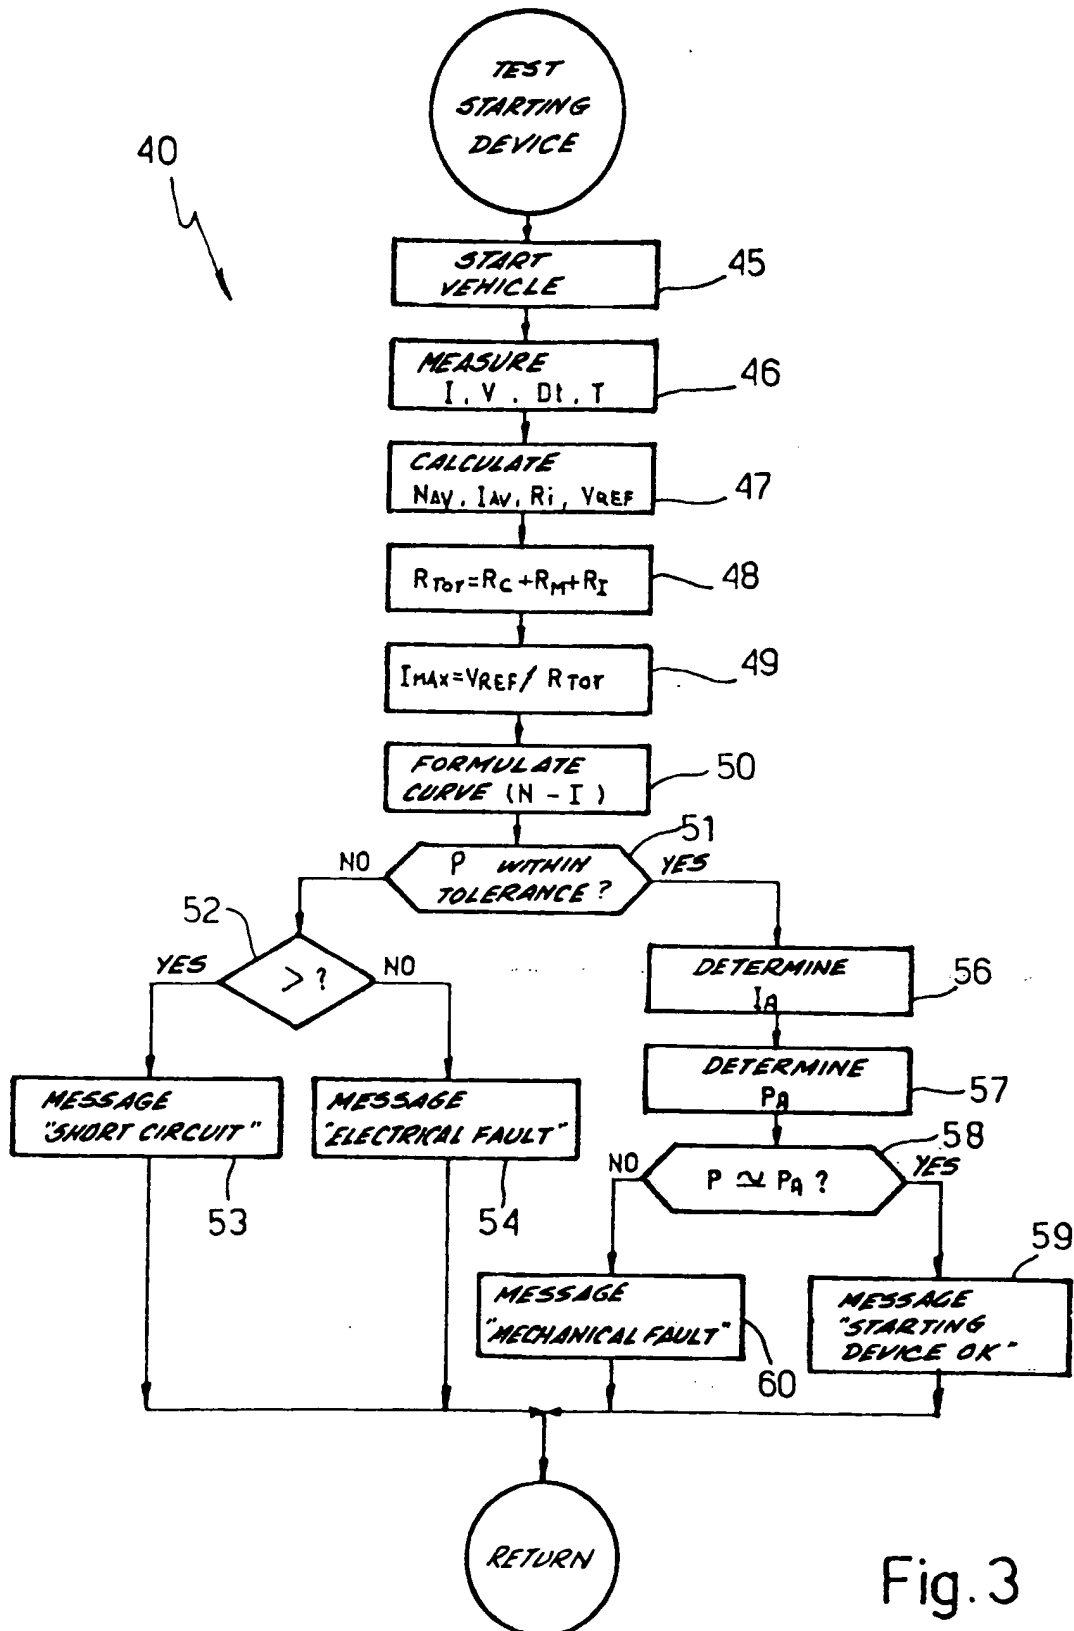 TEST
STARTING
DEVICE
40
START
VEHICLE
45
MEASURE
I, V, Dt, T
46
CALCULATE
NAV, IAV, Ri, VREF
47
RTOT=RC+RM+RI
48
IMAX=VREF/ RTOT
49
FORMULATE
CURVE (N - I)
50
51
NO
P WITHIN
TOLERANCE?
YES
52
YES
> ?
NO
DETERMINE
IA
56
DETERMINE
PA
57
MESSAGE
"SHORT CIRCUIT"
53
MESSAGE
"ELECTRICAL FAULT"
54
58
NO
P ≃ PA ?
YES
59
MESSAGE
"MECHANICAL FAULT"
60
MESSAGE
"STARTING
DEVICE OK"
RETURN
Fig. 3